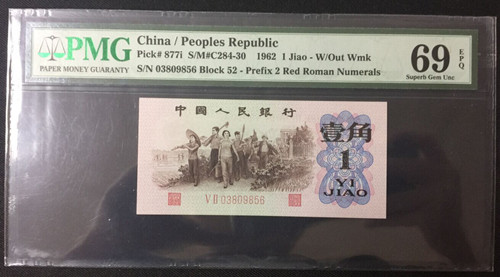 PMG
PAPER MONEY GUARANTY
China / Peoples Republic
Pick# 877i S/M#C284-30 1962 1 Jiao - W/Out Wmk
S/N 03809856 Block 52 - Prefix 2 Red Roman Numerals
69 EPQ
Superb Gem Unc
中國人民銀行
壹角
1
YI
JIAO
V II 03809856